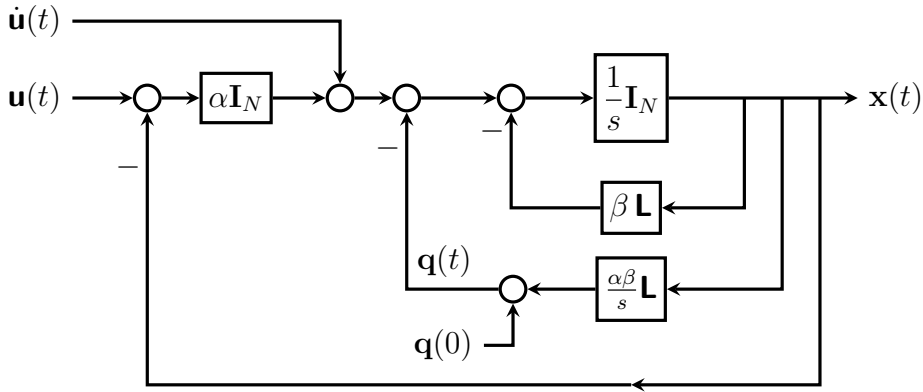 u̇(t)
u(t)
αI_N
1/s I_N
x(t)
−
−
−
β L
q(t)
αβ/s L
q(0)